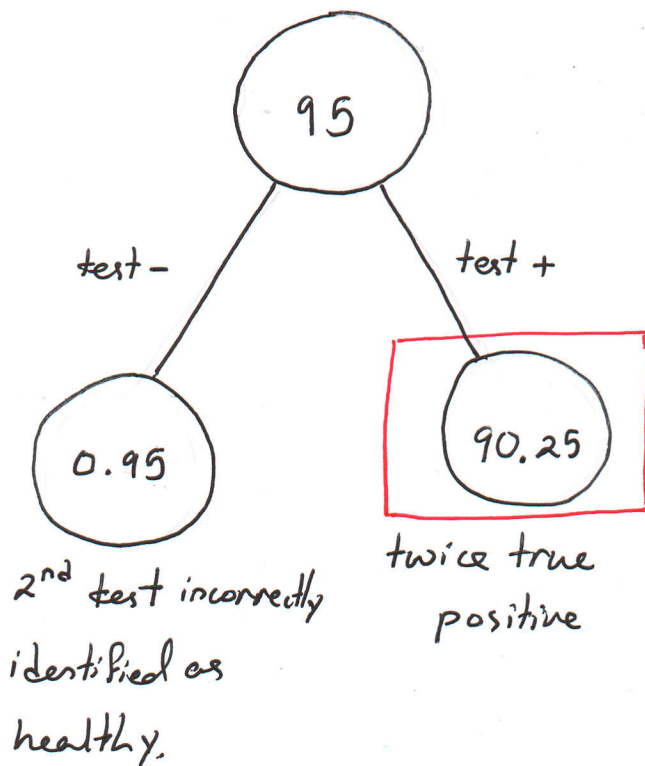 95
test -
test +
0.95
90.25
2nd test incorrectly
identified as
healthy.
twice true
positive